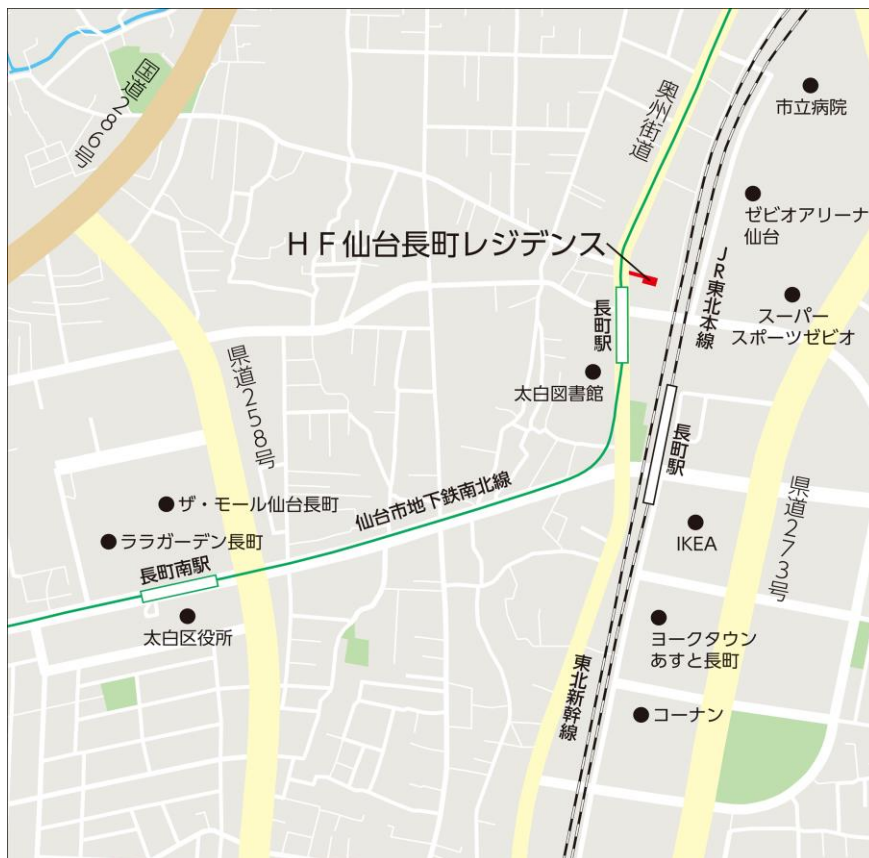 国道286号
奥州街道
市立病院
ゼビオアリーナ
仙台
HF仙台長町レジデンス
JR東北本線
スーパー
スポーツゼビオ
長町駅
太白図書館
県道258号
長町駅
ザ・モール仙台長町
仙台市地下鉄南北線
県道273号
ララガーデン長町
IKEA
長町南駅
太白区役所
ヨークタウン
あすと長町
東北新幹線
コーナン